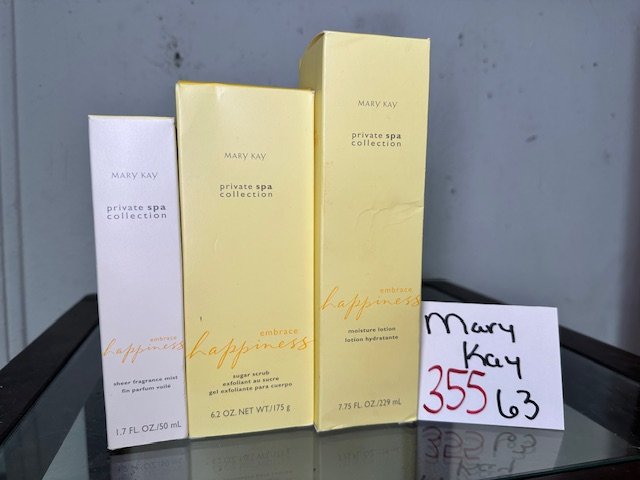 MARY KAY
private spa
collection
embrace
happiness
sheer fragrance mist
fin parfum voilé
1.7 FL. OZ./50 mL
MARY KAY
private spa
collection
embrace
happiness
sugar scrub
exfoliant au sucre
gel exfoliante para cuerpo
6.2 OZ. NET WT/175 g
MARY KAY
private spa
collection
embrace
happiness
moisture lotion
lotion hydratante
7.75 FL. OZ./229 mL
Mary
Kay
355 63